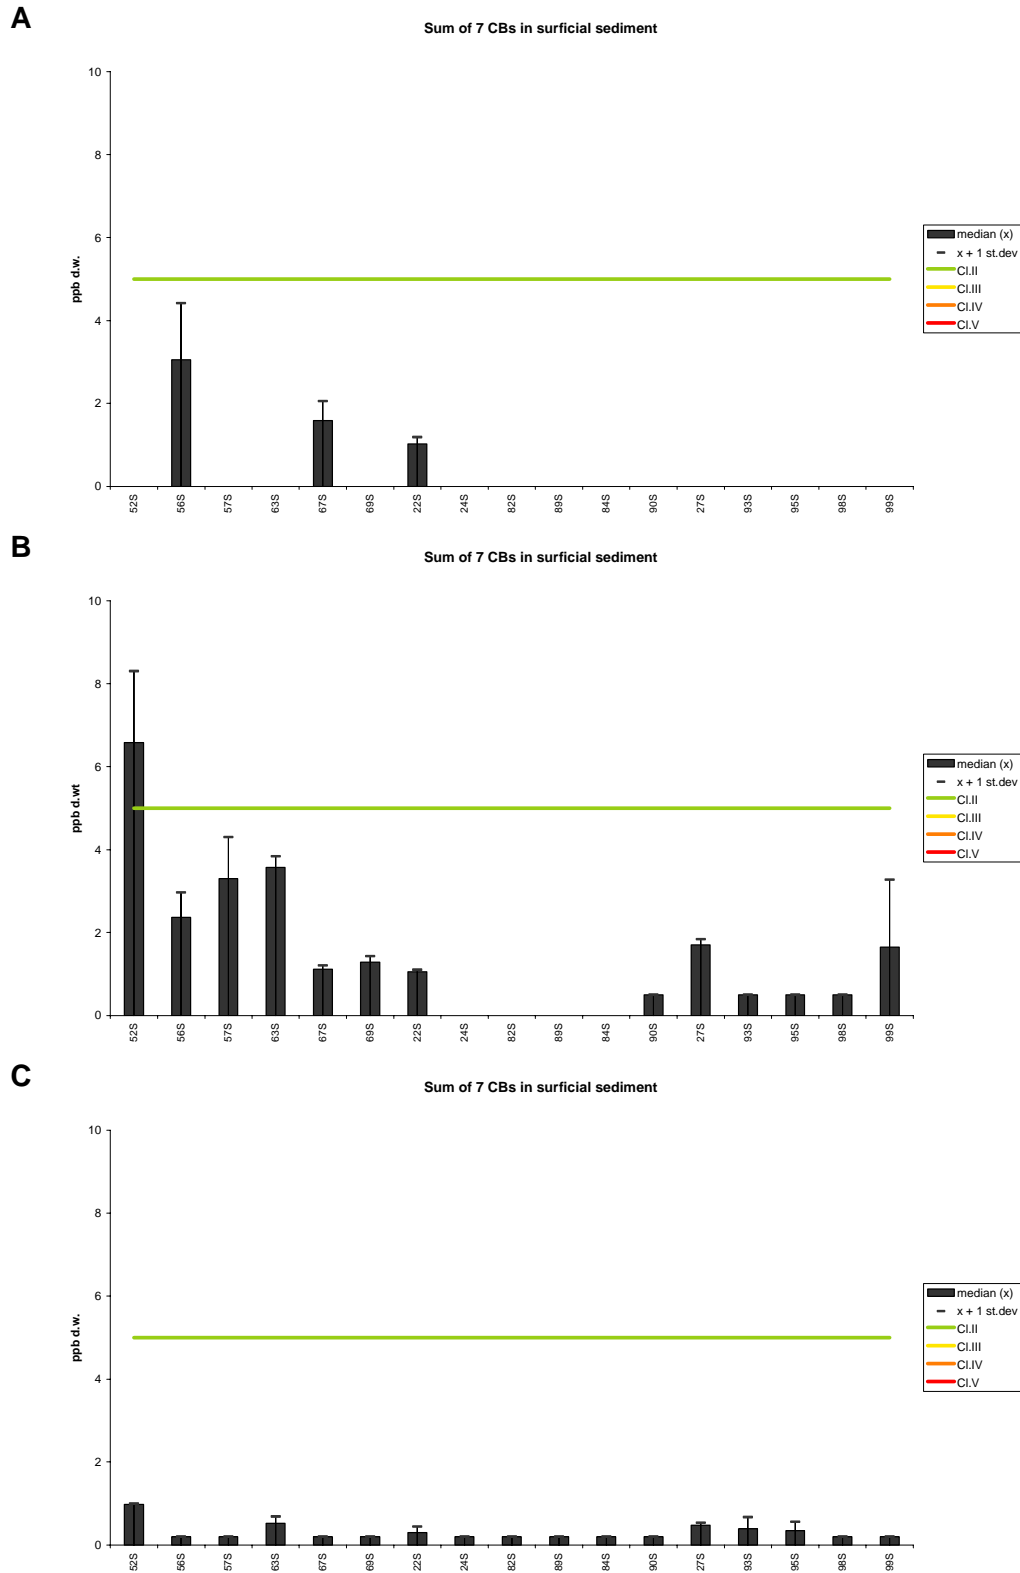 A
Sum of 7 CBs in surficial sediment
10
8
6
4
2
0
ppb d.w.
52S 56S 57S 63S 67S 69S 22S 24S 82S 89S 84S 90S 27S 93S 95S 98S 99S
median (x)
x + 1 st.dev
Cl.II
Cl.III
Cl.IV
Cl.V
B
Sum of 7 CBs in surficial sediment
10
8
6
4
2
0
ppb d.wt
52S 56S 57S 63S 67S 69S 22S 24S 82S 89S 84S 90S 27S 93S 95S 98S 99S
median (x)
x + 1 st.dev
Cl.II
Cl.III
Cl.IV
Cl.V
C
Sum of 7 CBs in surficial sediment
10
8
6
4
2
0
ppb d.w.
52S 56S 57S 63S 67S 69S 22S 24S 82S 89S 84S 90S 27S 93S 95S 98S 99S
median (x)
x + 1 st.dev
Cl.II
Cl.III
Cl.IV
Cl.V